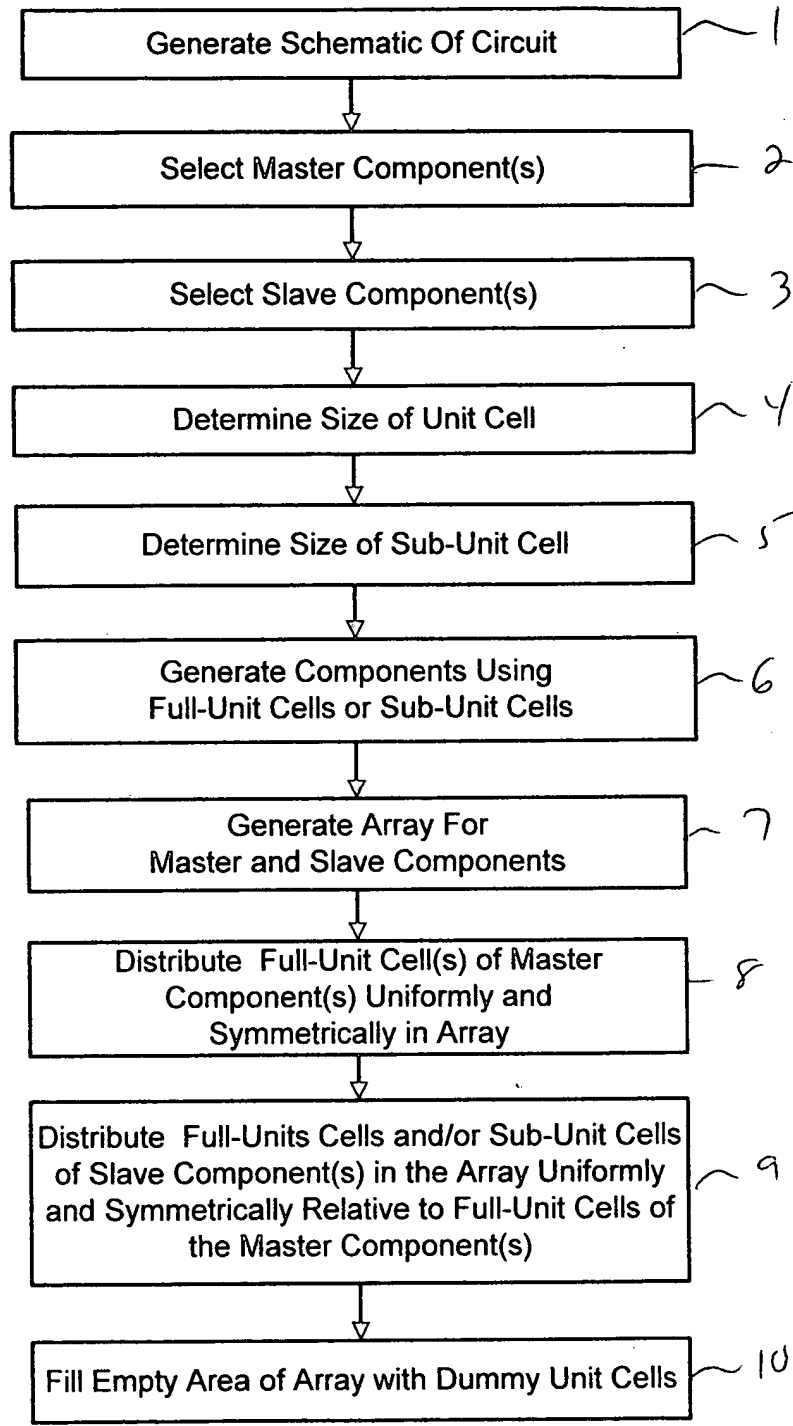 Generate Schematic Of Circuit 1
Select Master Component(s) 2
Select Slave Component(s) 3
Determine Size of Unit Cell 4
Determine Size of Sub-Unit Cell 5
Generate Components Using
Full-Unit Cells or Sub-Unit Cells 6
Generate Array For 7
Master and Slave Components
Distribute Full-Unit Cell(s) of Master
Component(s) Uniformly and 8
Symmetrically in Array
Distribute Full-Units Cells and/or Sub-Unit Cells
of Slave Component(s) in the Array Uniformly 9
and Symmetrically Relative to Full-Unit Cells of
the Master Component(s)
Fill Empty Area of Array with Dummy Unit Cells 10